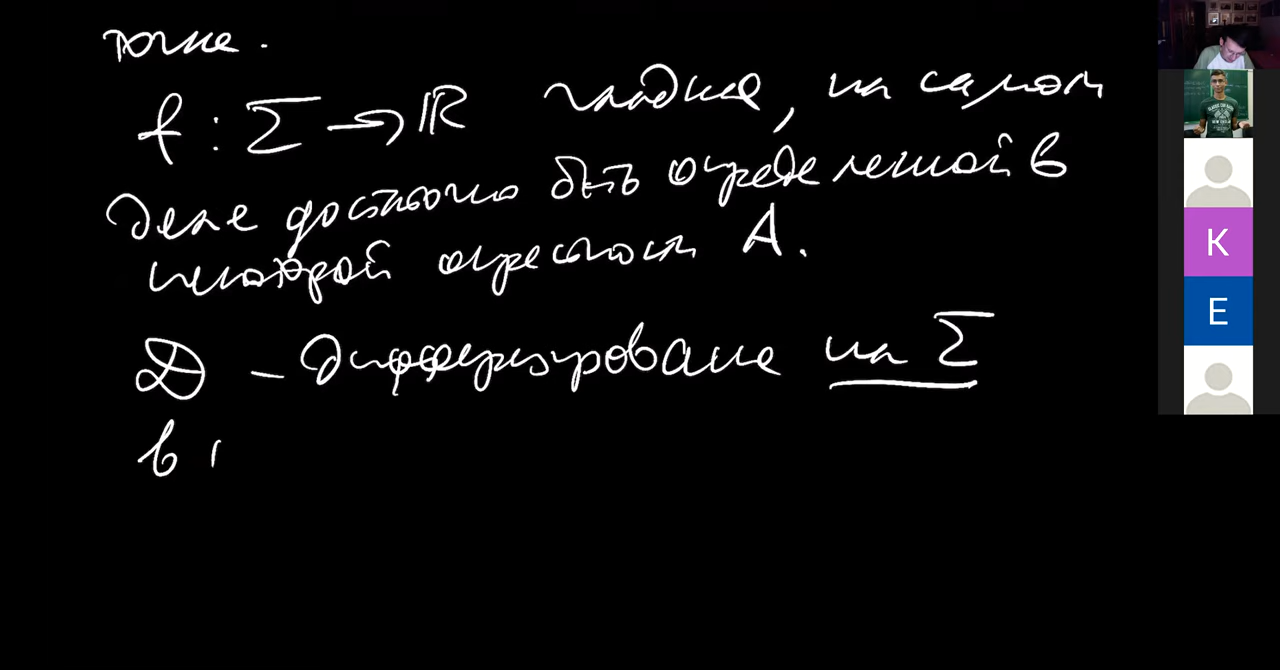 точке.
f : Σ → ℝ гладкая, на самом
деле достаточно быть определенной в
некоторой окрестности A.
D – дифференцирование на Σ
в
K
E